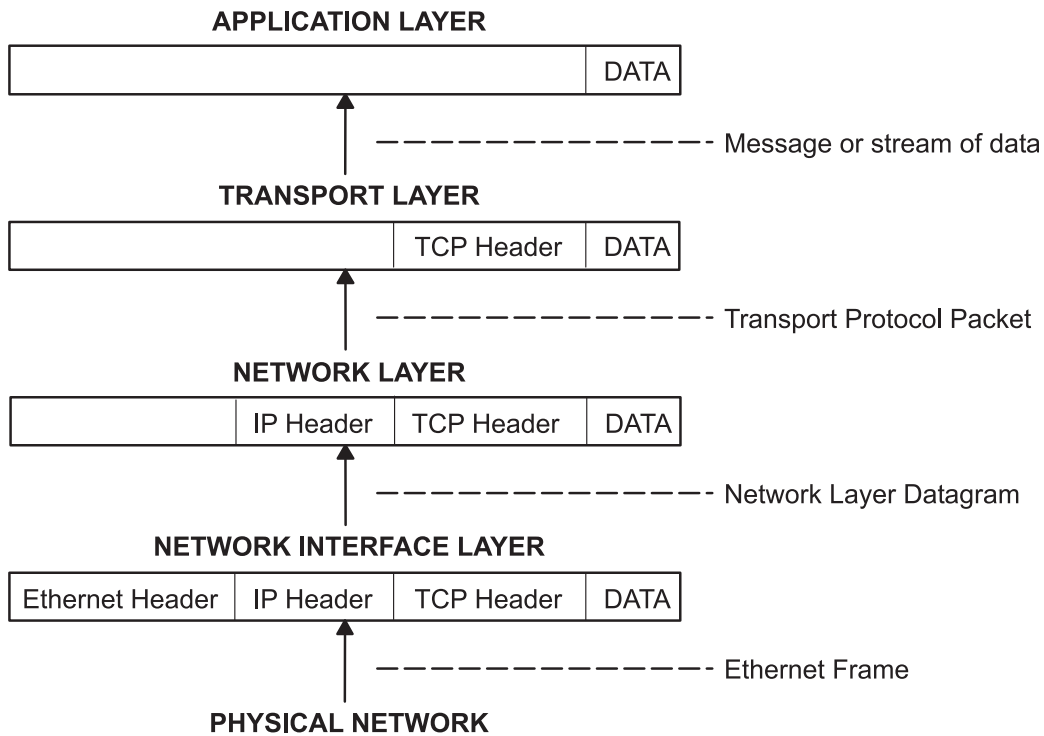 APPLICATION LAYER
DATA
Message or stream of data
TRANSPORT LAYER
TCP Header DATA
Transport Protocol Packet
NETWORK LAYER
IP Header TCP Header DATA
Network Layer Datagram
NETWORK INTERFACE LAYER
Ethernet Header IP Header TCP Header DATA
Ethernet Frame
PHYSICAL NETWORK